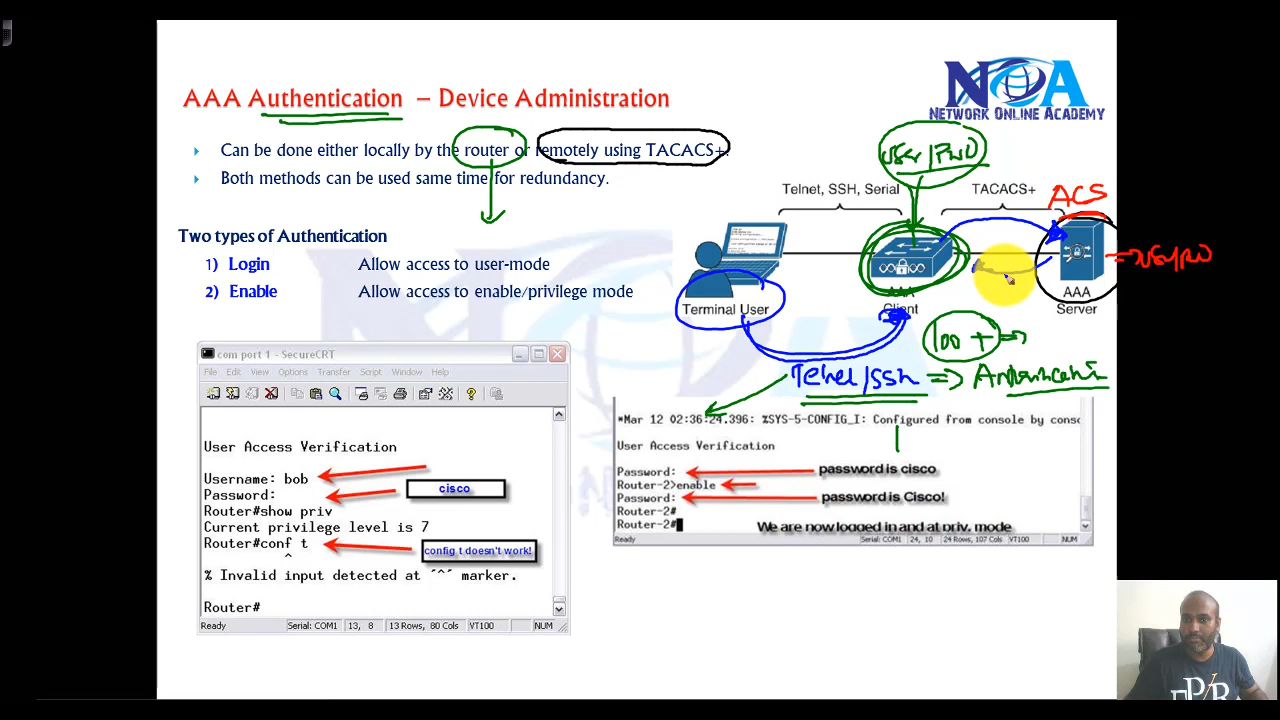 AAA Authentication – Device Administration
NETWORK ONLINE ACADEMY
Can be done either locally by the router or remotely using TACACS+.
Both methods can be used same time for redundancy.
User/PWD
Telnet, SSH, Serial
TACACS+
ACS
Two types of Authentication
1) Login Allow access to user-mode
2) Enable Allow access to enable/privilege mode
Terminal User
AAA
Client
AAA
Server
100 +
Telnet/SSH => Authentication
com port 1 - SecureCRT
File Edit View Options Transfer Script Window Help
User Access Verification
Username: bob
Password:
cisco
Router#show priv
Current privilege level is 7
Router#conf t
config t doesn't work!
^
% Invalid input detected at '^' marker.
Router#
Ready Serial: COM1 13, 8 13 Rows, 80 Cols VT100 NUM
*Mar 12 02:36:24.396: %SYS-5-CONFIG_I: Configured from console by conso
User Access Verification
Password:
password is cisco
Router-2>enable
Password:
password is Cisco!
Router-2#
Router-2#
We are now logged in and at priv. mode
Ready Serial: COM1 24, 10 24 Rows, 107 Cols VT100 NUM